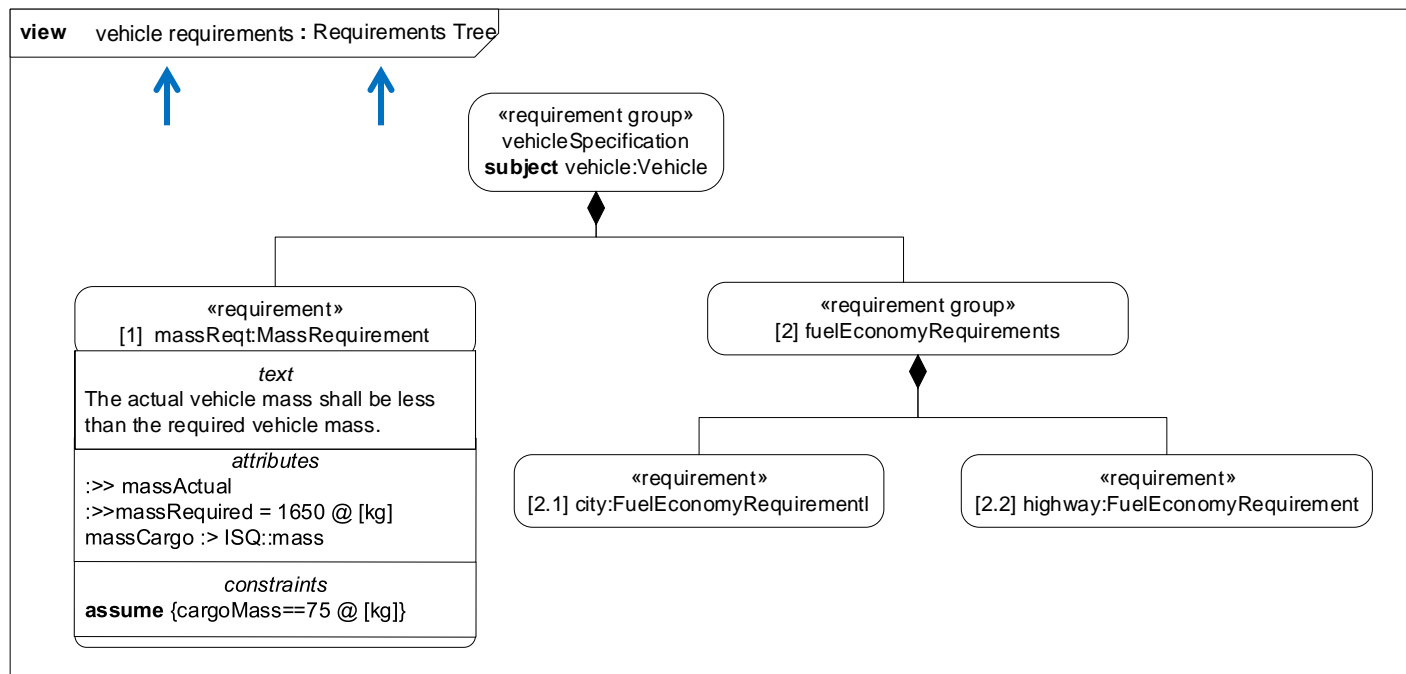 view vehicle requirements : Requirements Tree
«requirement group»
vehicleSpecification
subject vehicle:Vehicle
«requirement»
[1] massReqt:MassRequirement
text
The actual vehicle mass shall be less
than the required vehicle mass.
attributes
:>> massActual
:>>massRequired = 1650 @ [kg]
massCargo :> ISQ::mass
constraints
assume {cargoMass==75 @ [kg]}
«requirement group»
[2] fuelEconomyRequirements
«requirement»
[2.1] city:FuelEconomyRequirementl
«requirement»
[2.2] highway:FuelEconomyRequirement